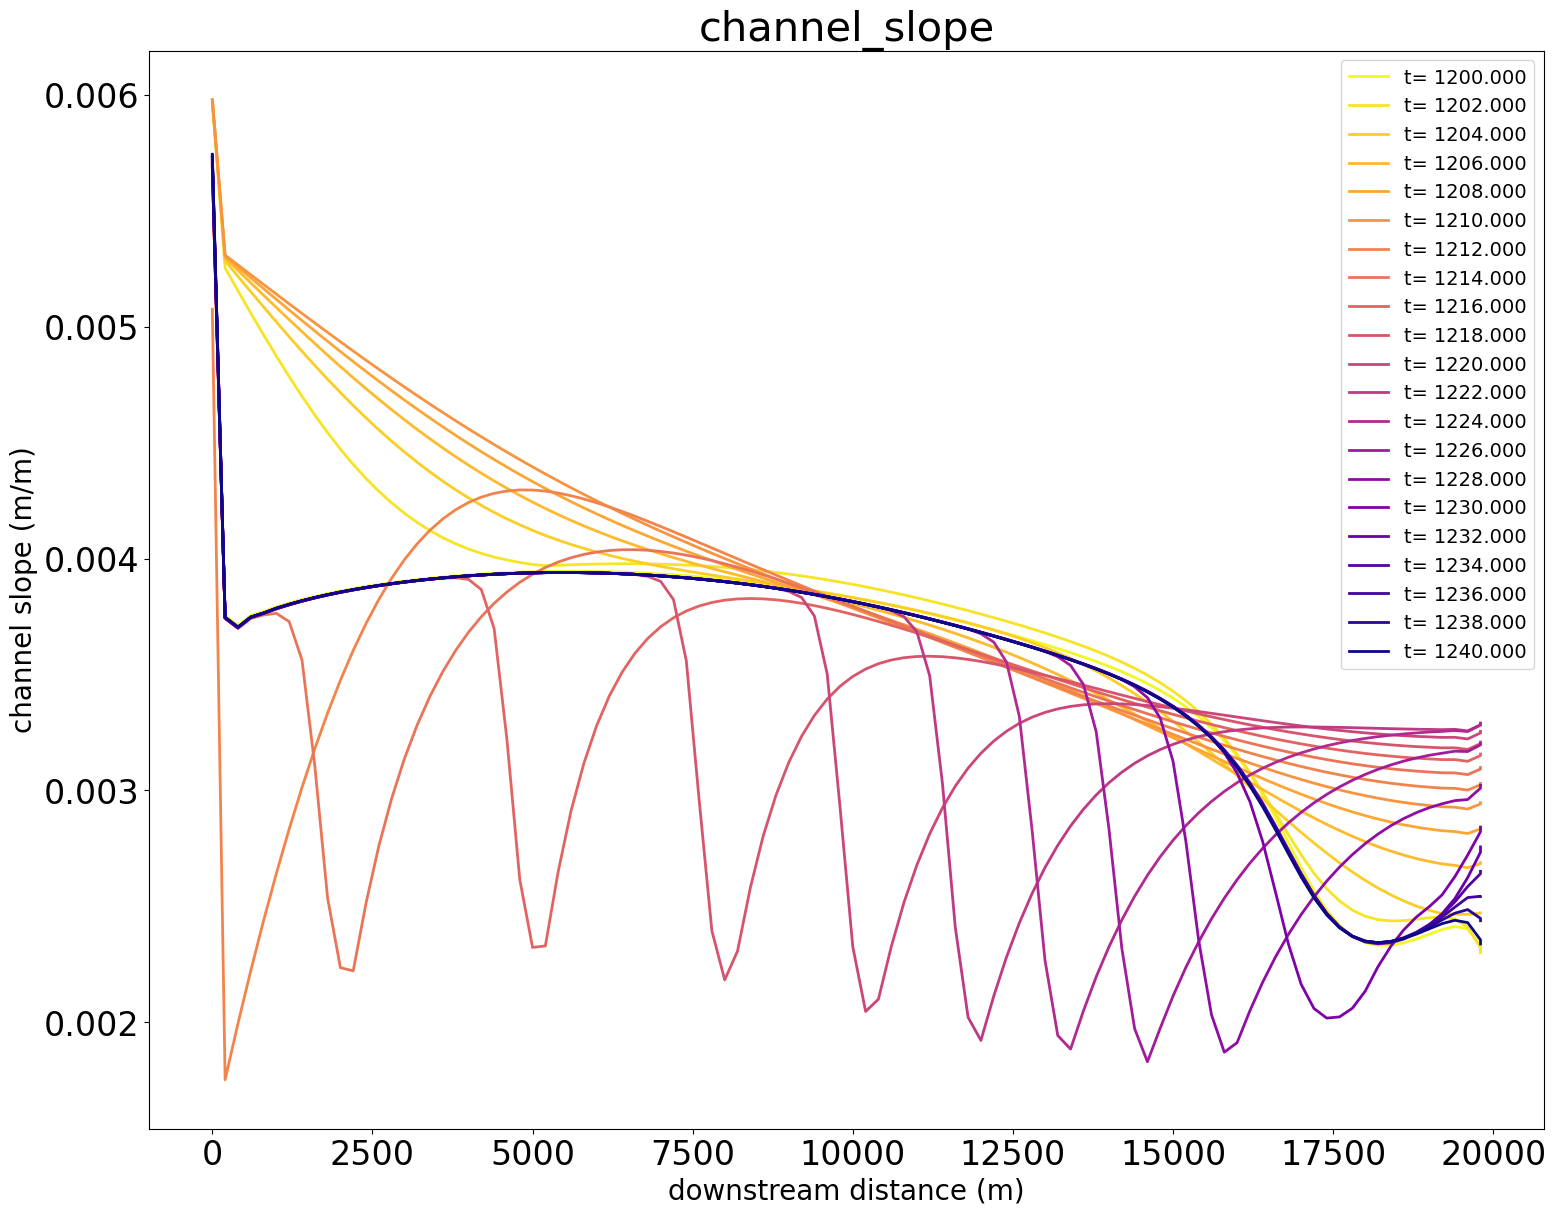 channel_slope
0.006
0.005
0.004
0.003
0.002
channel slope (m/m)
0 2500 5000 7500 10000 12500 15000 17500 20000
downstream distance (m)
t= 1200.000
t= 1202.000
t= 1204.000
t= 1206.000
t= 1208.000
t= 1210.000
t= 1212.000
t= 1214.000
t= 1216.000
t= 1218.000
t= 1220.000
t= 1222.000
t= 1224.000
t= 1226.000
t= 1228.000
t= 1230.000
t= 1232.000
t= 1234.000
t= 1236.000
t= 1238.000
t= 1240.000